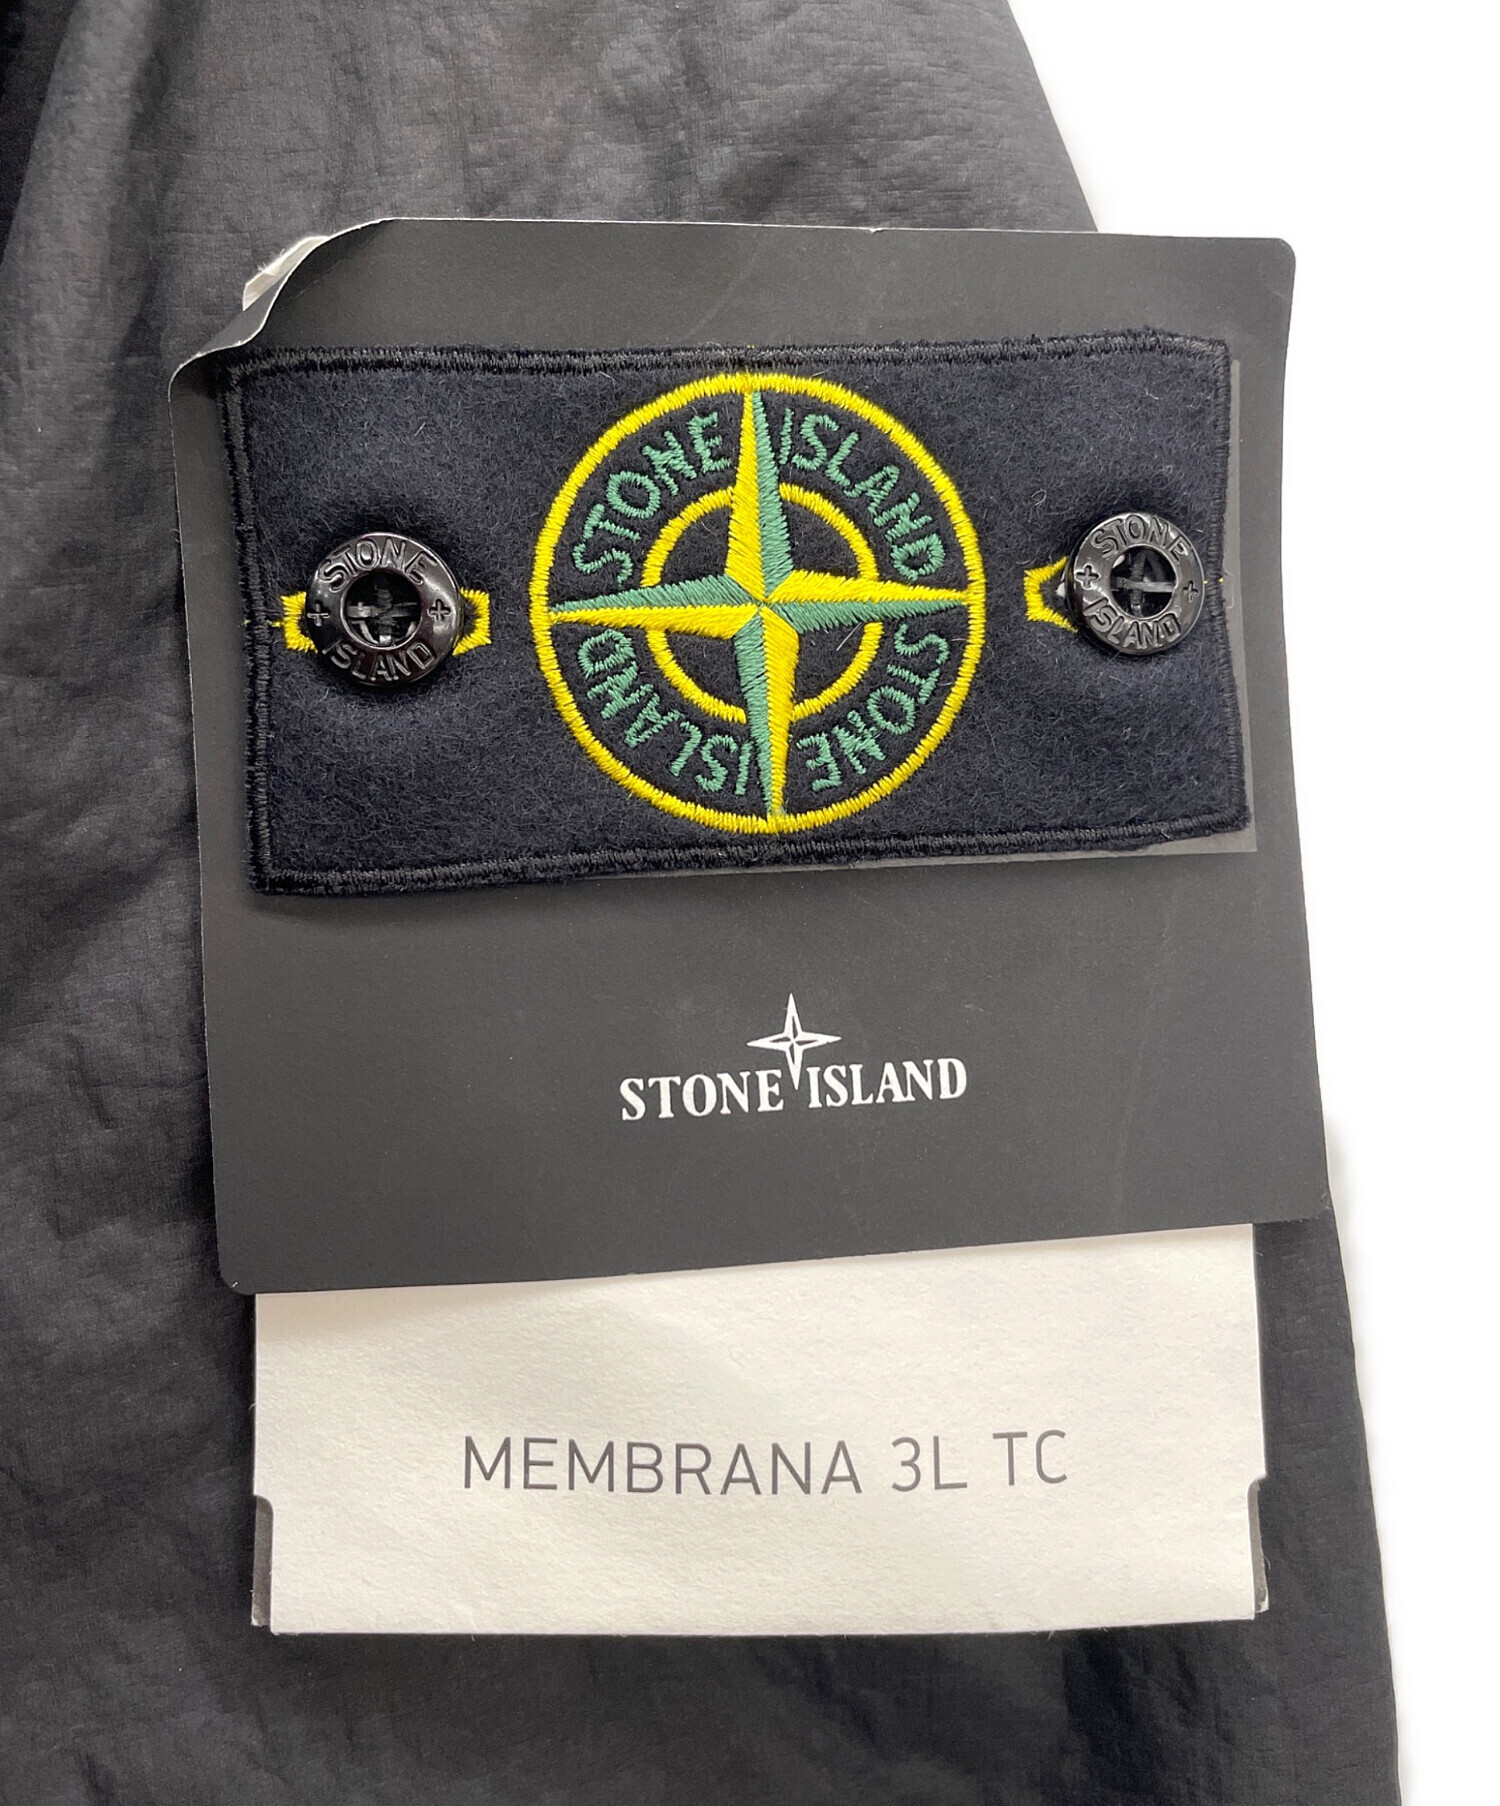 STONE ISLAND
ISLAND STONE
STONE
ISLAND
STONE
ISLAND
STONE ISLAND
MEMBRANA 3L TC